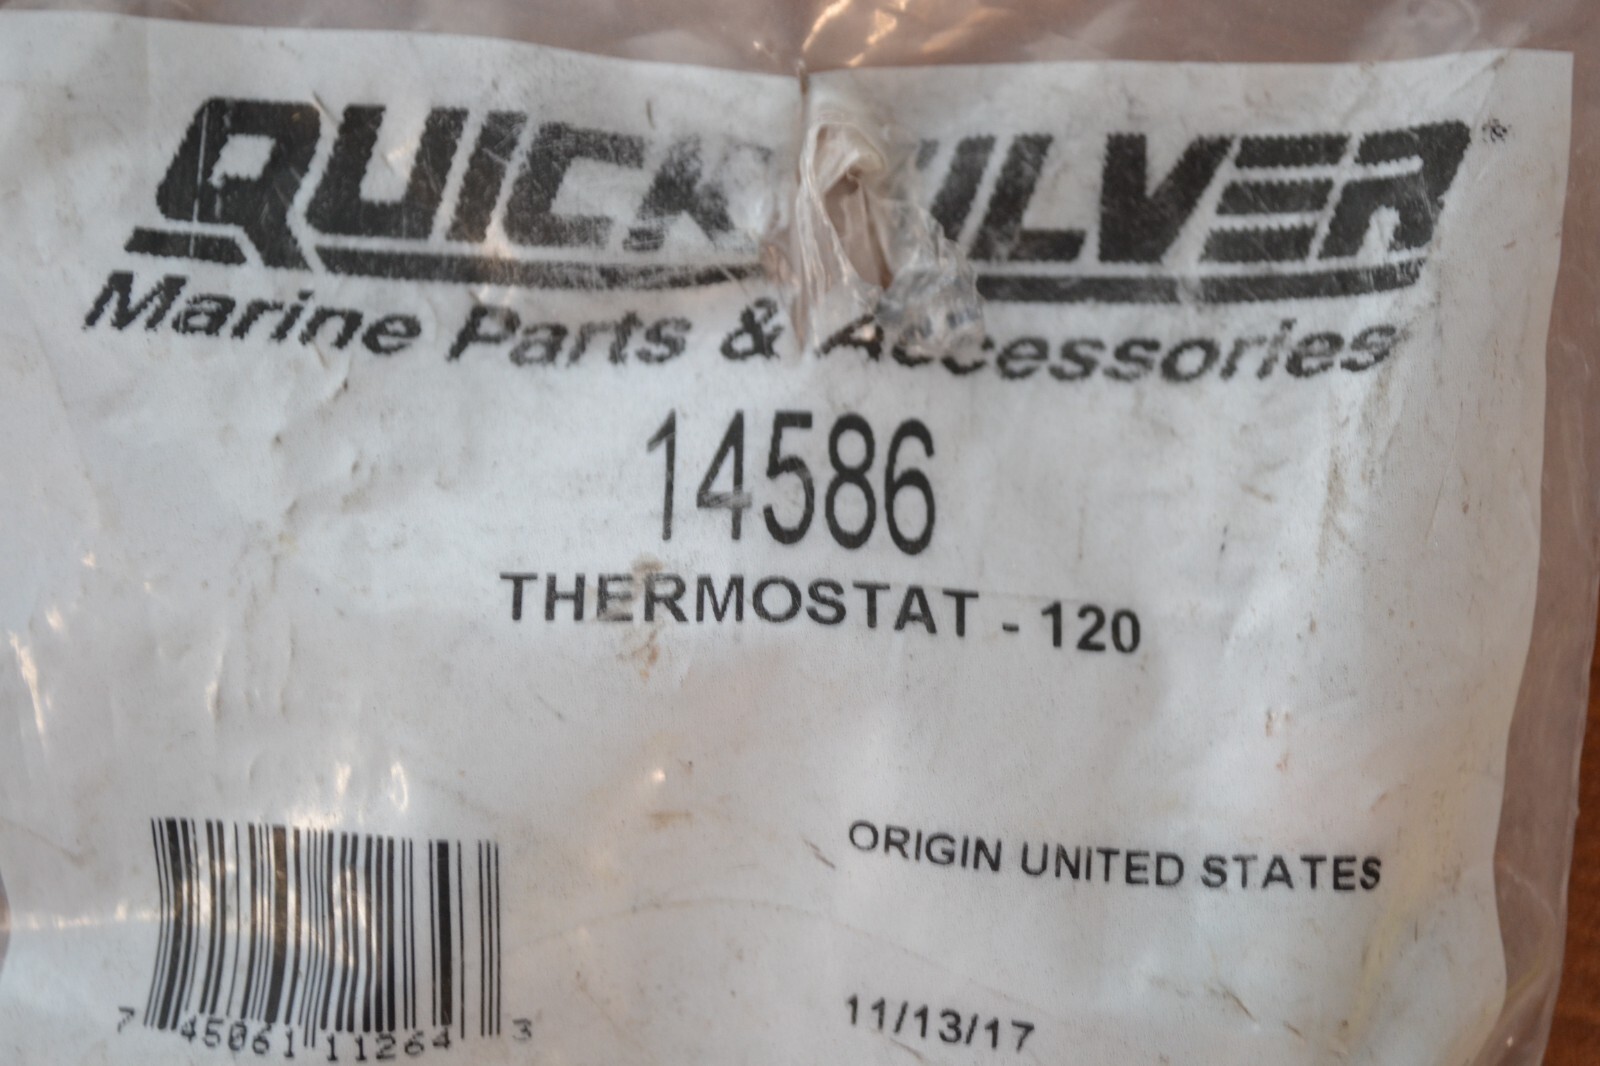 QUICKSILVER®
Marine Parts & Accessories
14586
THERMOSTAT - 120
ORIGIN UNITED STATES
11/13/17
7 45061 11264 3